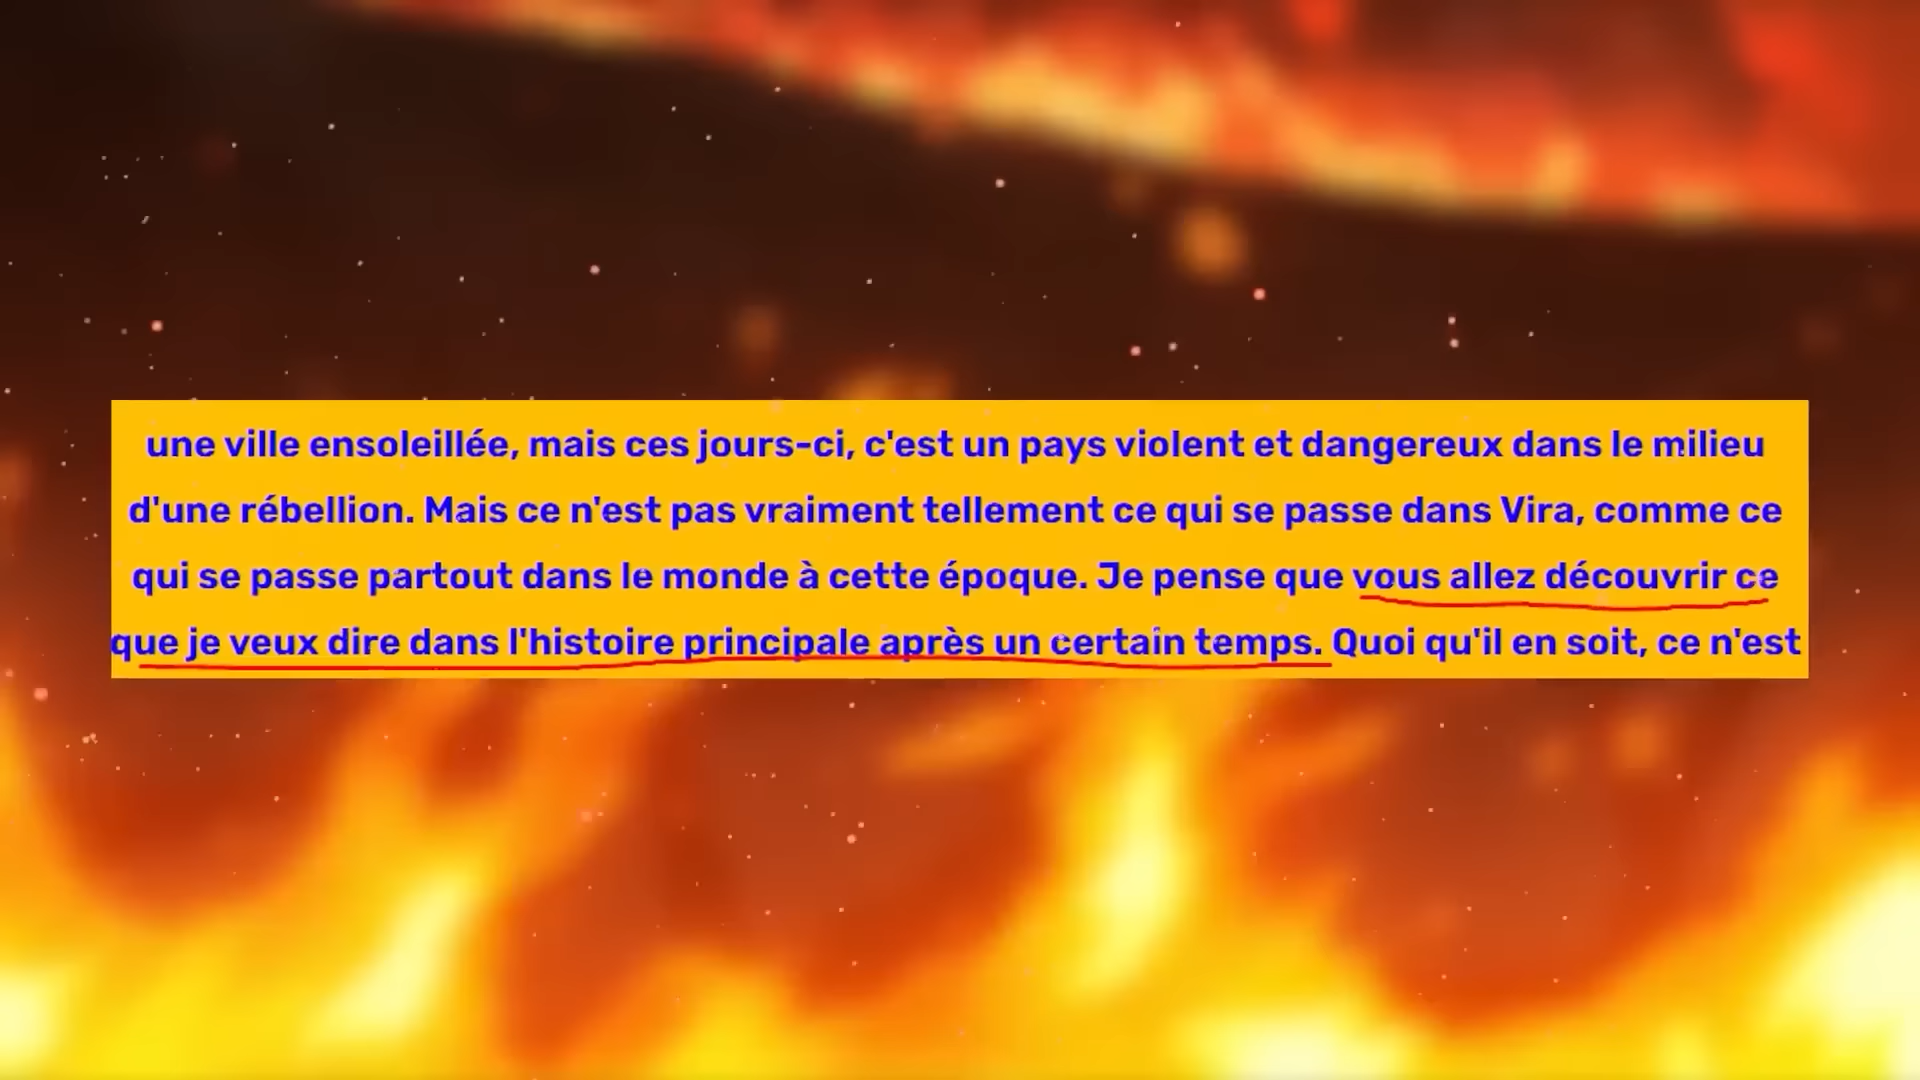 une ville ensoleillée, mais ces jours-ci, c'est un pays violent et dangereux dans le milieu
d'une rébellion. Mais ce n'est pas vraiment tellement ce qui se passe dans Vira, comme ce
qui se passe partout dans le monde à cette époque. Je pense que vous allez découvrir ce
que je veux dire dans l'histoire principale après un certain temps. Quoi qu'il en soit, ce n'est